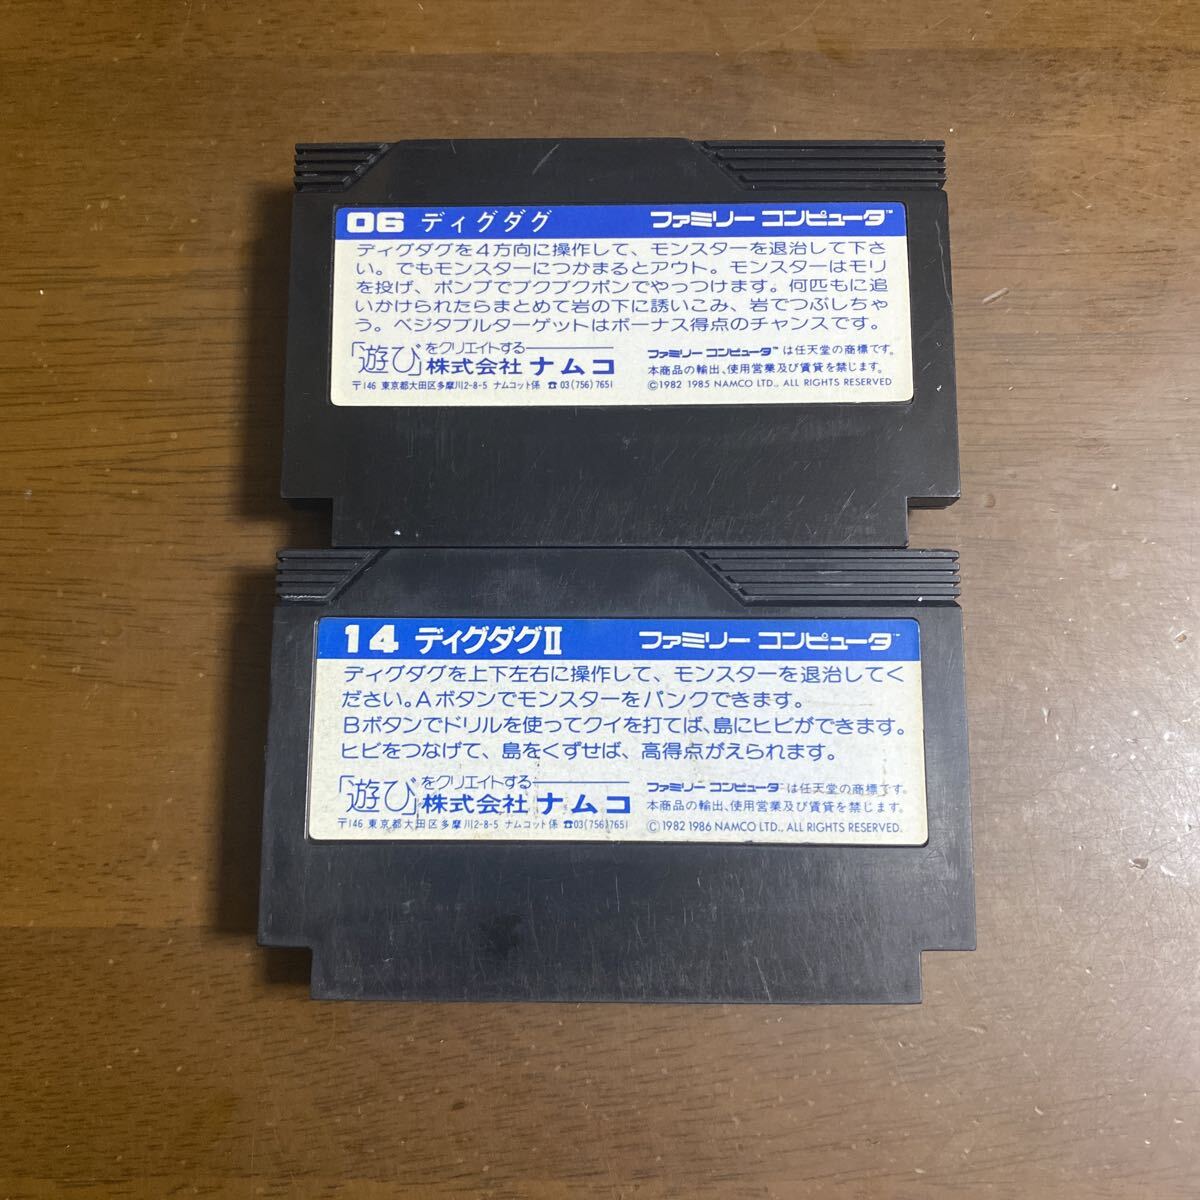 06 ディグダグ ファミリー コンピュータ™
ディグダグを4方向に操作して、モンスターを退治して下さ
い。でもモンスターにつかまるとアウト。モンスターはモリ
を投げ、ポンプでブクブクポンでやっつけます。何匹もに追
いかけられたらまとめて岩の下に誘いこみ、岩でつぶしちゃ
う。ベジタブルターゲットはボーナス得点のチャンスです。
「遊び」をクリエイトする
株式会社 ナムコ
〒146 東京都大田区多摩川2-8-5 ナムコット係 ☎03(756)7651
ファミリー コンピュータ™は任天堂の商標です。
本商品の輸出、使用営業及び賃貸を禁じます。
©1982 1985 NAMCO LTD., ALL RIGHTS RESERVED
14 ディグダグII ファミリー コンピュータ™
ディグダグを上下左右に操作して、モンスターを退治してく
ださい。Aボタンでモンスターをパンクできます。
Bボタンでドリルを使ってクイを打てば、島にヒビができます。
ヒビをつなげて、島をくずせば、高得点がえられます。
「遊び」をクリエイトする
株式会社 ナムコ
〒146 東京都大田区多摩川2-8-5 ナムコット係 ☎03(756)7651
ファミリー コンピュータ™は任天堂の商標です。
本商品の輸出、使用営業及び賃貸を禁じます。
©1982 1986 NAMCO LTD., ALL RIGHTS RESERVED.